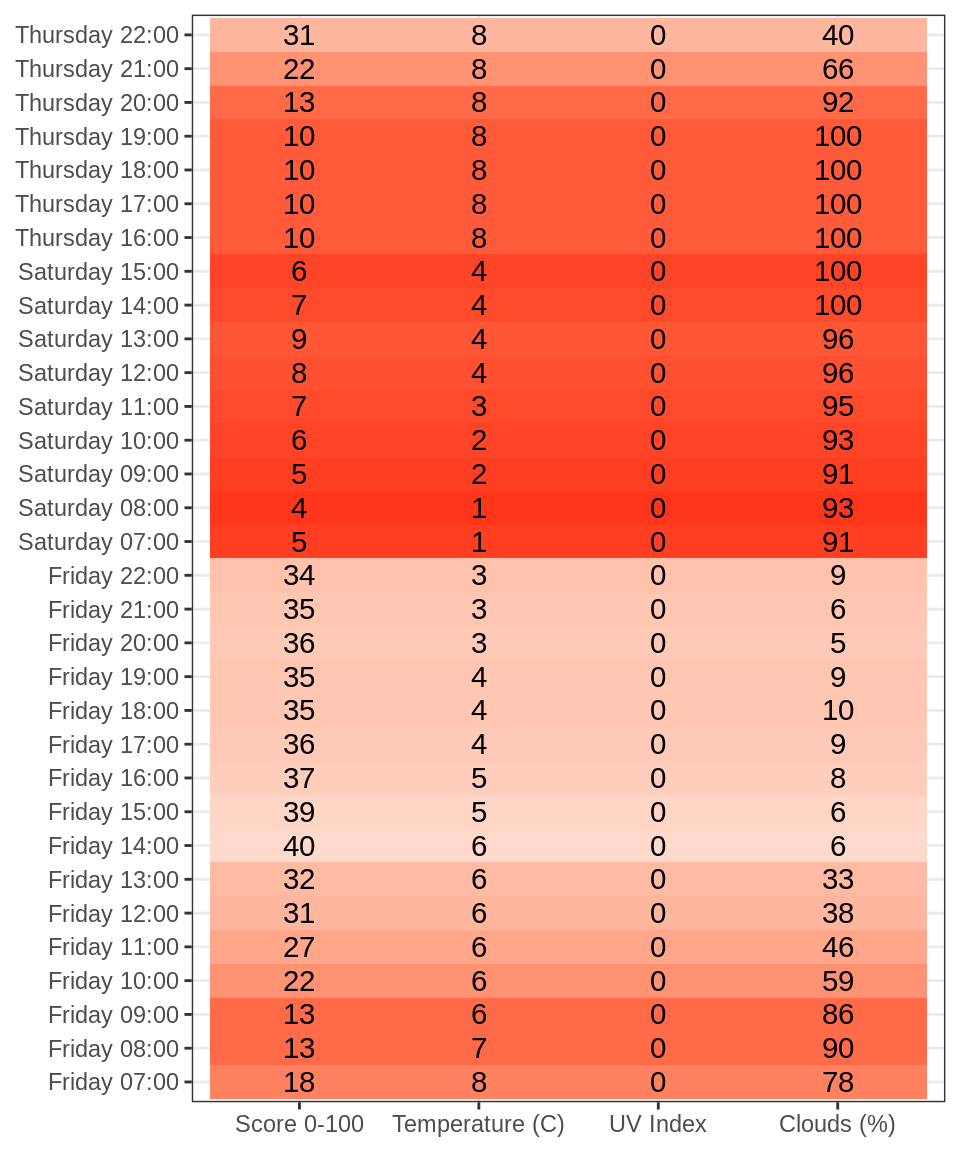 Thursday 22:00 31 8 0 40
Thursday 21:00 22 8 0 66
Thursday 20:00 13 8 0 92
Thursday 19:00 10 8 0 100
Thursday 18:00 10 8 0 100
Thursday 17:00 10 8 0 100
Thursday 16:00 10 8 0 100
Saturday 15:00 6 4 0 100
Saturday 14:00 7 4 0 100
Saturday 13:00 9 4 0 96
Saturday 12:00 8 4 0 96
Saturday 11:00 7 3 0 95
Saturday 10:00 6 2 0 93
Saturday 09:00 5 2 0 91
Saturday 08:00 4 1 0 93
Saturday 07:00 5 1 0 91
Friday 22:00 34 3 0 9
Friday 21:00 35 3 0 6
Friday 20:00 36 3 0 5
Friday 19:00 35 4 0 9
Friday 18:00 35 4 0 10
Friday 17:00 36 4 0 9
Friday 16:00 37 5 0 8
Friday 15:00 39 5 0 6
Friday 14:00 40 6 0 6
Friday 13:00 32 6 0 33
Friday 12:00 31 6 0 38
Friday 11:00 27 6 0 46
Friday 10:00 22 6 0 59
Friday 09:00 13 6 0 86
Friday 08:00 13 7 0 90
Friday 07:00 18 8 0 78
Score 0-100 Temperature (C) UV Index Clouds (%)